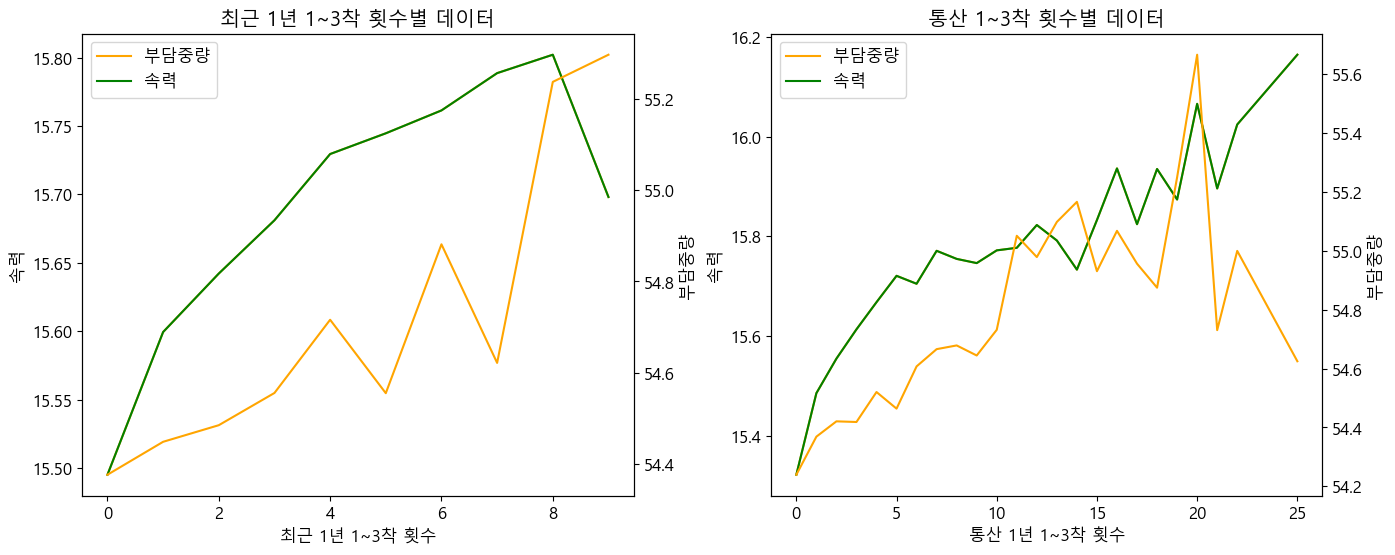 최근 1년 1~3착 횟수별 데이터
부담중량
속력
15.80
15.75
15.70
15.65
15.60
15.55
15.50
속력
55.2
55.0
54.8
54.6
54.4
부담중량
0 2 4 6 8
최근 1년 1~3착 횟수
통산 1~3착 횟수별 데이터
부담중량
속력
16.2
16.0
15.8
15.6
15.4
속력
55.6
55.4
55.2
55.0
54.8
54.6
54.4
54.2
부담중량
0 5 10 15 20 25
통산 1년 1~3착 횟수